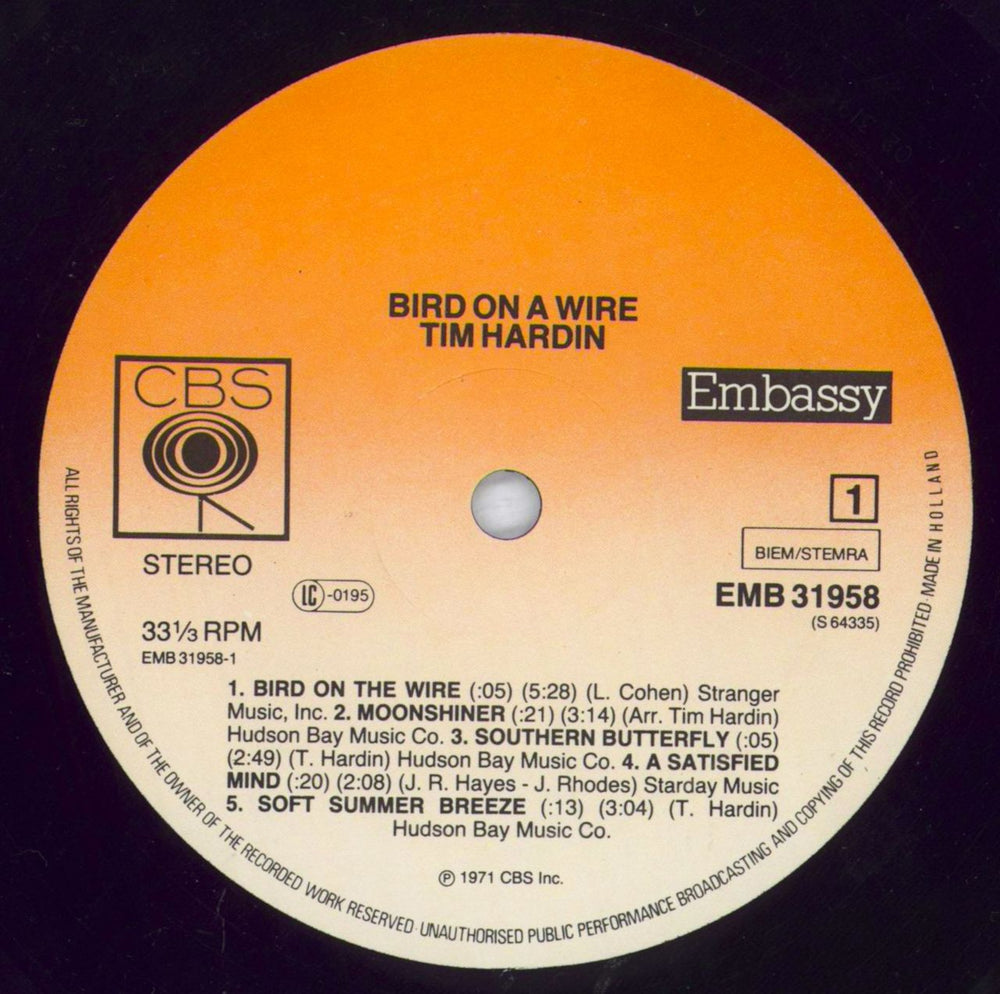 BIRD ON A WIRE
TIM HARDIN
CBS
Embassy
1
STEREO
BIEM/STEMRA
LC-0195
EMB 31958
(S 64335)
33⅓ RPM
EMB 31958-1
1. BIRD ON THE WIRE (:05) (5:28) (L. Cohen) Stranger
Music, Inc. 2. MOONSHINER (:21) (3:14) (Arr. Tim Hardin)
Hudson Bay Music Co. 3. SOUTHERN BUTTERFLY (:05)
(2:49) (T. Hardin) Hudson Bay Music Co. 4. A SATISFIED
MIND (:20) (2:08) (J. R. Hayes - J. Rhodes) Starday Music
5. SOFT SUMMER BREEZE (:13) (3:04) (T. Hardin)
Hudson Bay Music Co.
℗ 1971 CBS Inc.
ALL RIGHTS OF THE MANUFACTURER AND OF THE OWNER OF THE RECORDED WORK RESERVED · UNAUTHORISED PUBLIC PERFORMANCE BROADCASTING AND COPYING OF THIS RECORD PROHIBITED · MADE IN HOLLAND